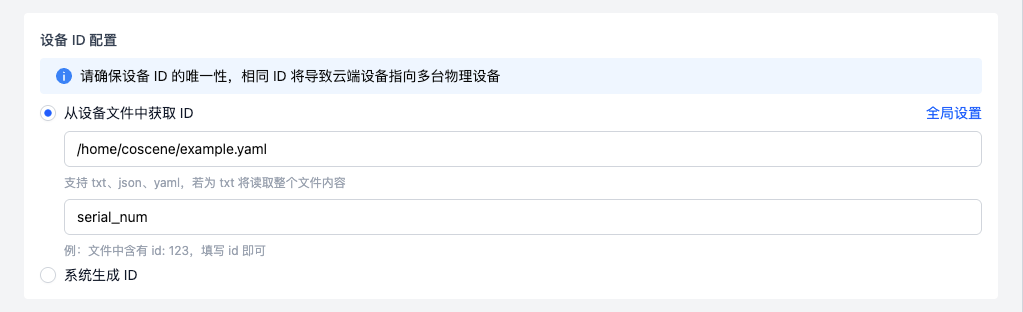 设备 ID 配置
请确保设备 ID 的唯一性，相同 ID 将导致云端设备指向多台物理设备
从设备文件中获取 ID 全局设置
/home/coscene/example.yaml
支持 txt、json、yaml，若为 txt 将读取整个文件内容
serial_num
例：文件中含有 id: 123，填写 id 即可
系统生成 ID